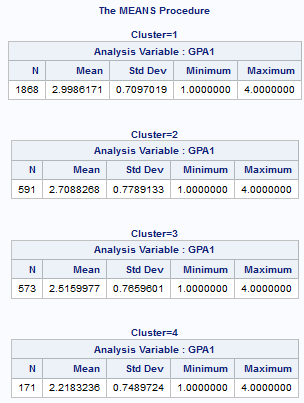 The MEANS Procedure
Cluster=1
Analysis Variable : GPA1
N Mean Std Dev Minimum Maximum
1868 2.9986171 0.7097019 1.0000000 4.0000000
Cluster=2
Analysis Variable : GPA1
N Mean Std Dev Minimum Maximum
591 2.7088268 0.7789133 1.0000000 4.0000000
Cluster=3
Analysis Variable : GPA1
N Mean Std Dev Minimum Maximum
573 2.5159977 0.7659601 1.0000000 4.0000000
Cluster=4
Analysis Variable : GPA1
N Mean Std Dev Minimum Maximum
171 2.2183236 0.7489724 1.0000000 4.0000000